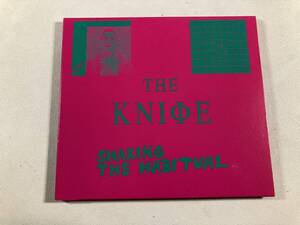 THE
KNIΦE
SHAKING
THE HABITUAL